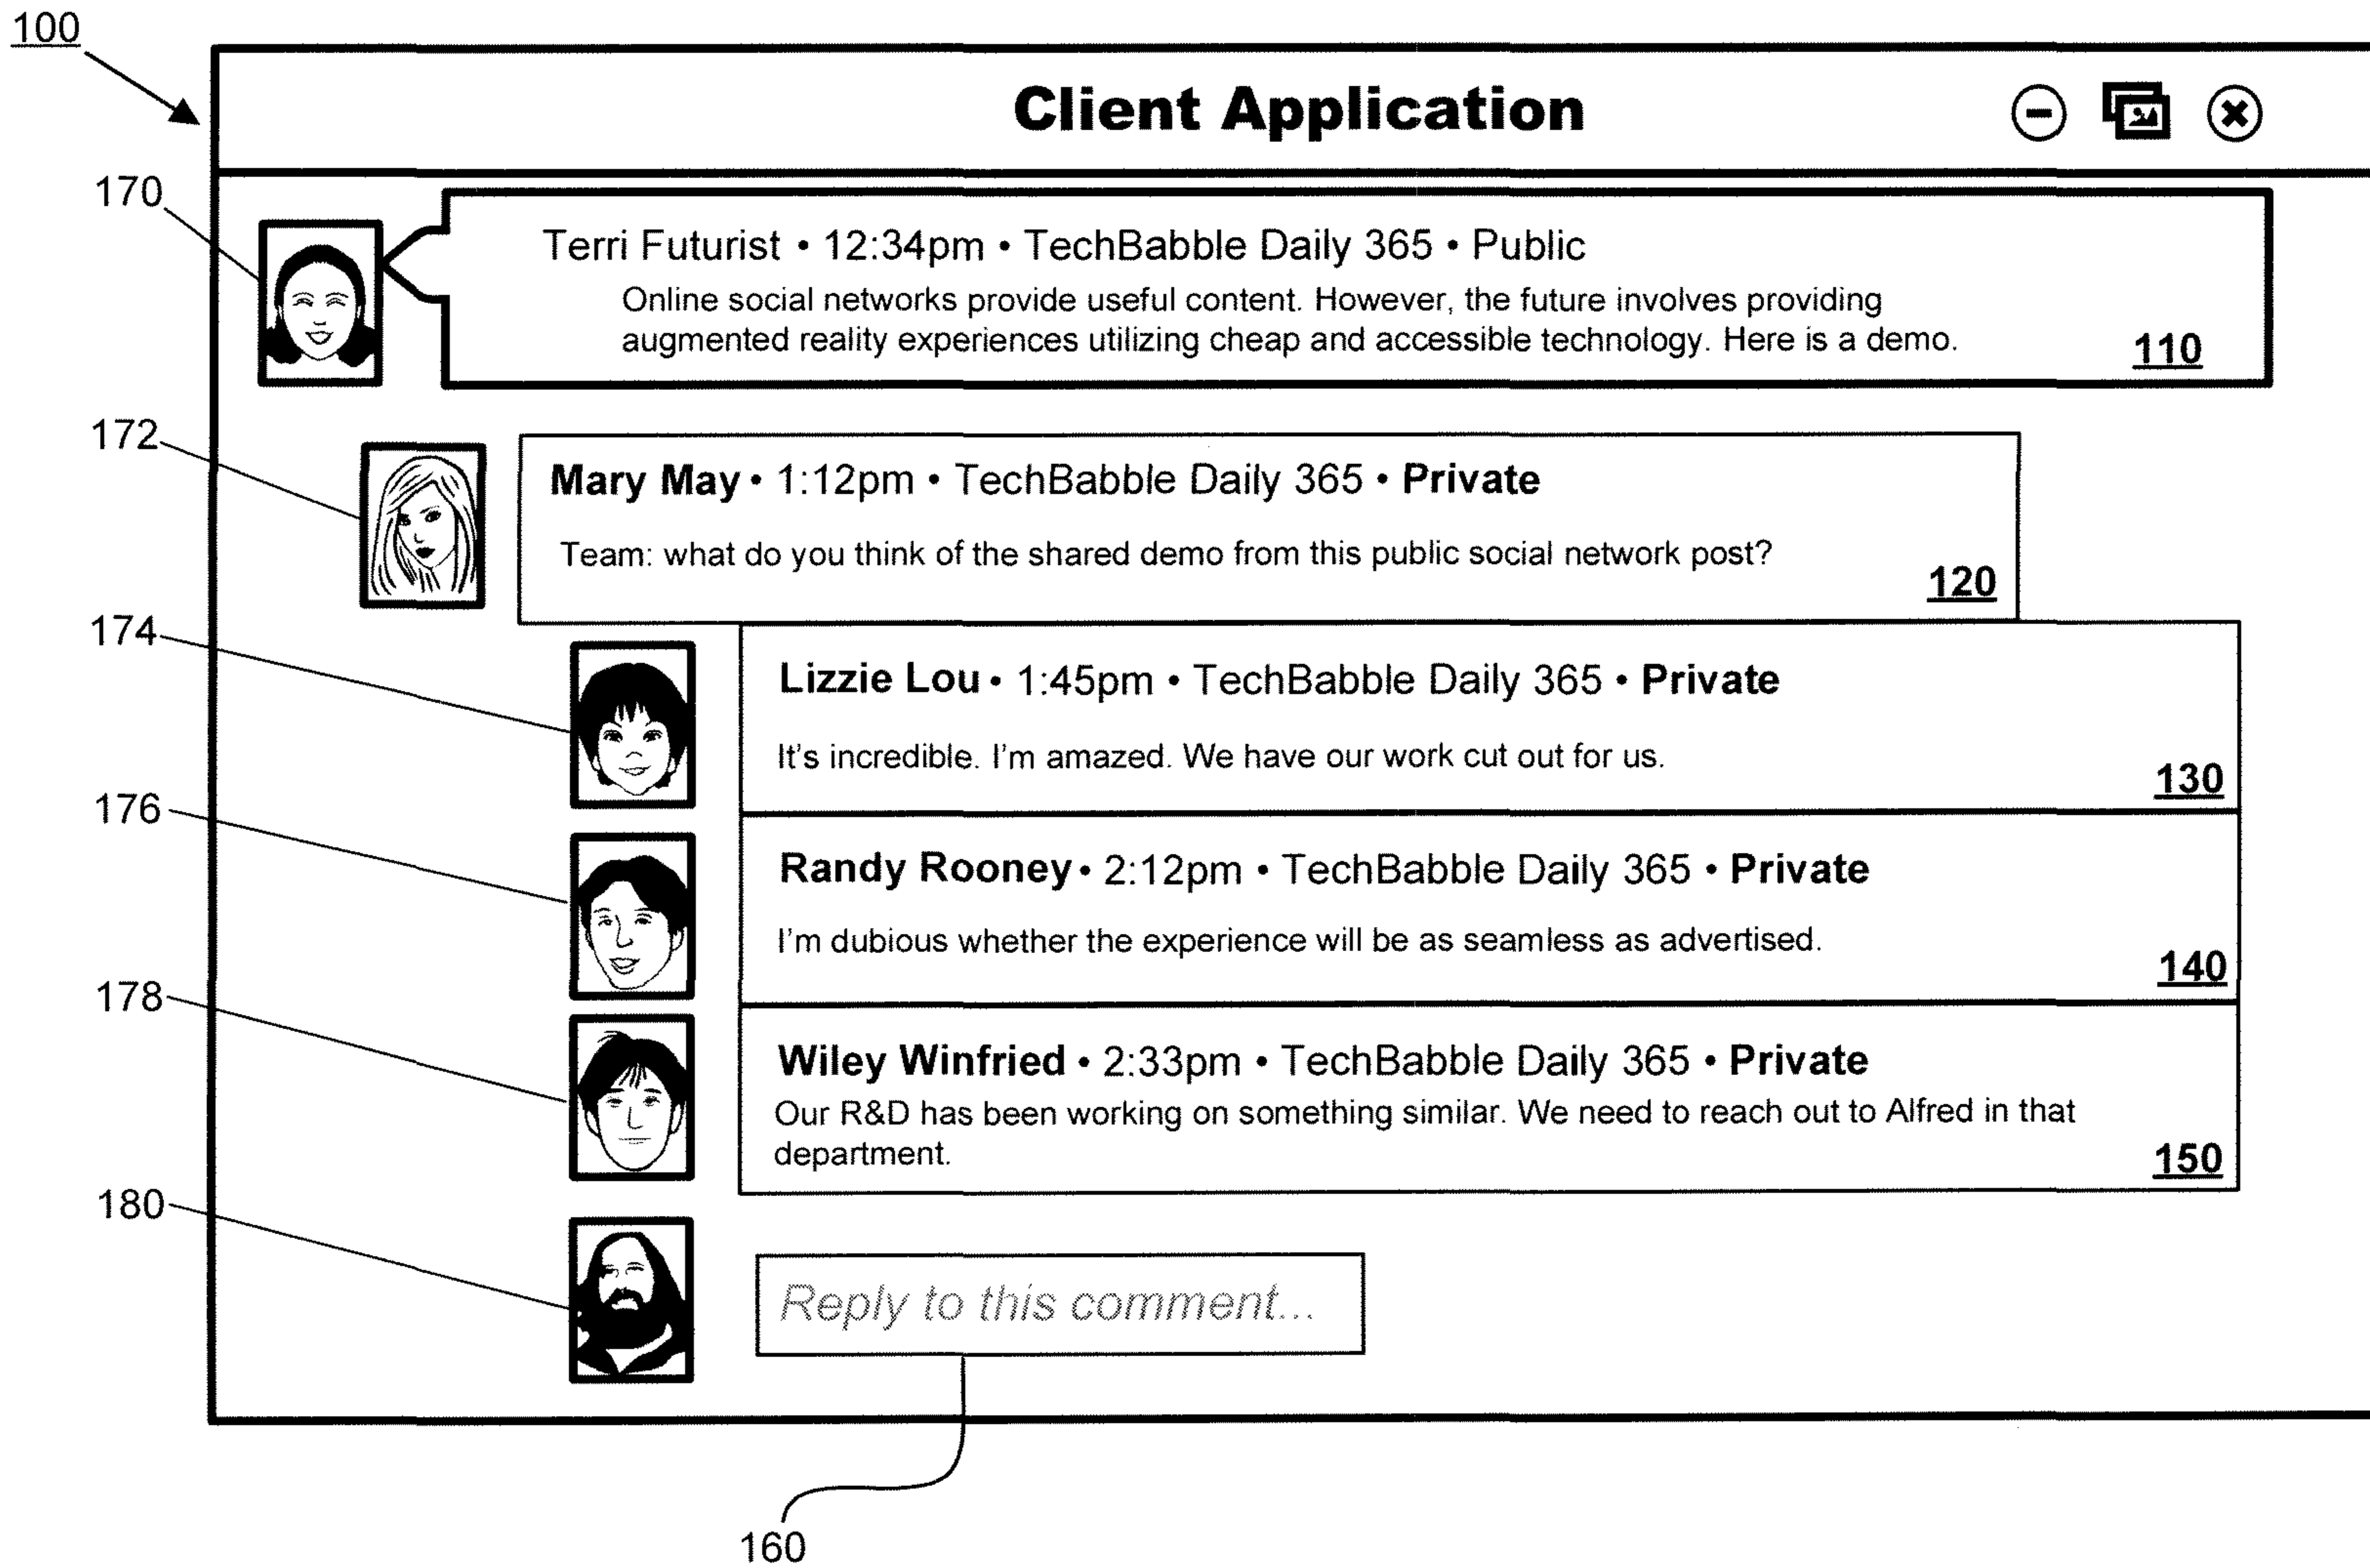 100
Client Application
170
Terri Futurist • 12:34pm • TechBabble Daily 365 • Public
Online social networks provide useful content. However, the future involves providing
augmented reality experiences utilizing cheap and accessible technology. Here is a demo.
110
172
Mary May • 1:12pm • TechBabble Daily 365 • Private
Team: what do you think of the shared demo from this public social network post?
120
174
Lizzie Lou • 1:45pm • TechBabble Daily 365 • Private
It's incredible. I'm amazed. We have our work cut out for us.
130
176
Randy Rooney • 2:12pm • TechBabble Daily 365 • Private
I'm dubious whether the experience will be as seamless as advertised.
140
178
Wiley Winfried • 2:33pm • TechBabble Daily 365 • Private
Our R&D has been working on something similar. We need to reach out to Alfred in that
department.
150
180
Reply to this comment...
160